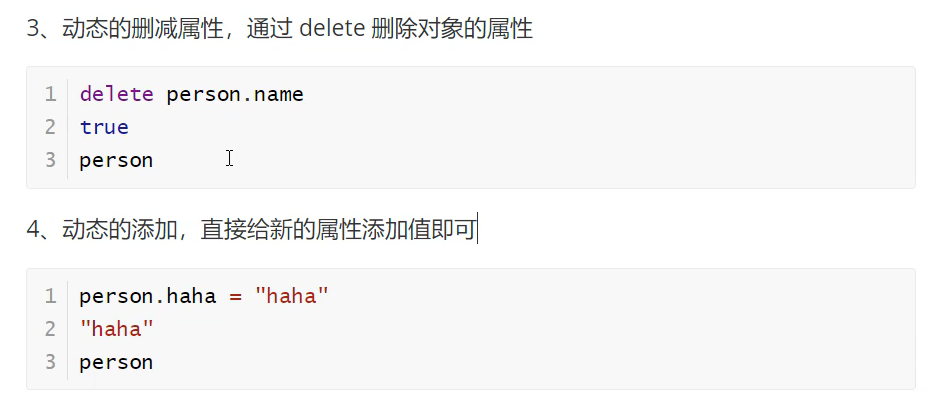 3、动态的删减属性，通过 delete 删除对象的属性
1 delete person.name
2 true
3 person
4、动态的添加，直接给新的属性添加值即可
1 person.haha = "haha"
2 "haha"
3 person